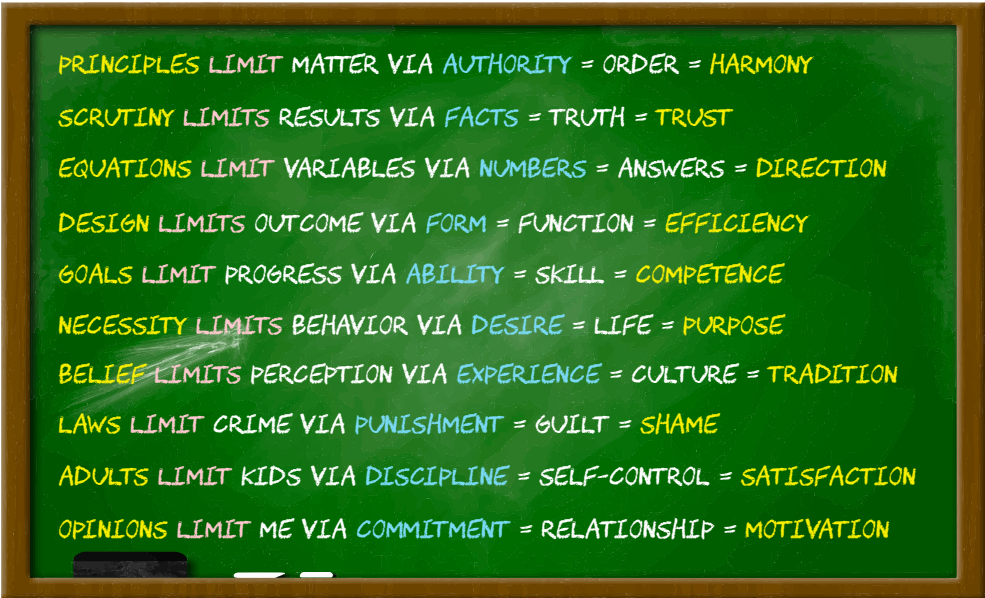 PRINCIPLES LIMIT MATTER VIA AUTHORITY = ORDER = HARMONY
SCRUTINY LIMITS RESULTS VIA FACTS = TRUTH = TRUST
EQUATIONS LIMIT VARIABLES VIA NUMBERS = ANSWERS = DIRECTION
DESIGN LIMITS OUTCOME VIA FORM = FUNCTION = EFFICIENCY
GOALS LIMIT PROGRESS VIA ABILITY = SKILL = COMPETENCE
NECESSITY LIMITS BEHAVIOR VIA DESIRE = LIFE = PURPOSE
BELIEF LIMITS PERCEPTION VIA EXPERIENCE = CULTURE = TRADITION
LAWS LIMIT CRIME VIA PUNISHMENT = GUILT = SHAME
ADULTS LIMIT KIDS VIA DISCIPLINE = SELF-CONTROL = SATISFACTION
OPINIONS LIMIT ME VIA COMMITMENT = RELATIONSHIP = MOTIVATION